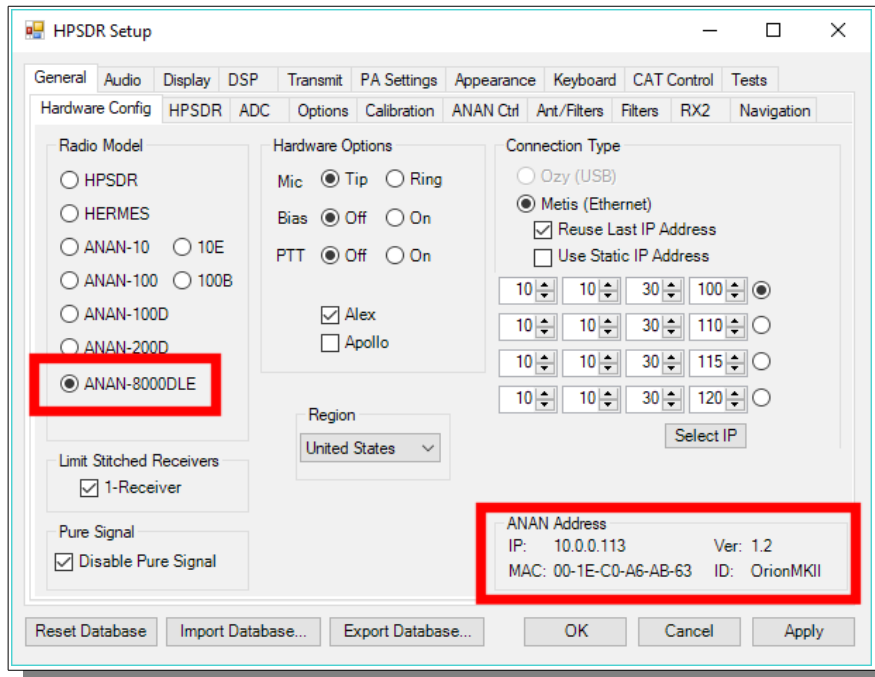 HPSDR Setup
General Audio Display DSP Transmit PA Settings Appearance Keyboard CAT Control Tests
Hardware Config HPSDR ADC Options Calibration ANAN Ctrl Ant/Filters Filters RX2 Navigation
Radio Model
HPSDR
HERMES
ANAN-10 10E
ANAN-100 100B
ANAN-100D
ANAN-200D
ANAN-8000DLE
Limit Stitched Receivers
1-Receiver
Pure Signal
Disable Pure Signal
Hardware Options
Mic Tip Ring
Bias Off On
PTT Off On
Alex
Apollo
Region
United States
Connection Type
Ozy (USB)
Metis (Ethernet)
Reuse Last IP Address
Use Static IP Address
10 10 30 100
10 10 30 110
10 10 30 115
10 10 30 120
Select IP
ANAN Address
IP: 10.0.0.113 Ver: 1.2
MAC: 00-1E-C0-A6-AB-63 ID: OrionMKII
Reset Database Import Database... Export Database... OK Cancel Apply